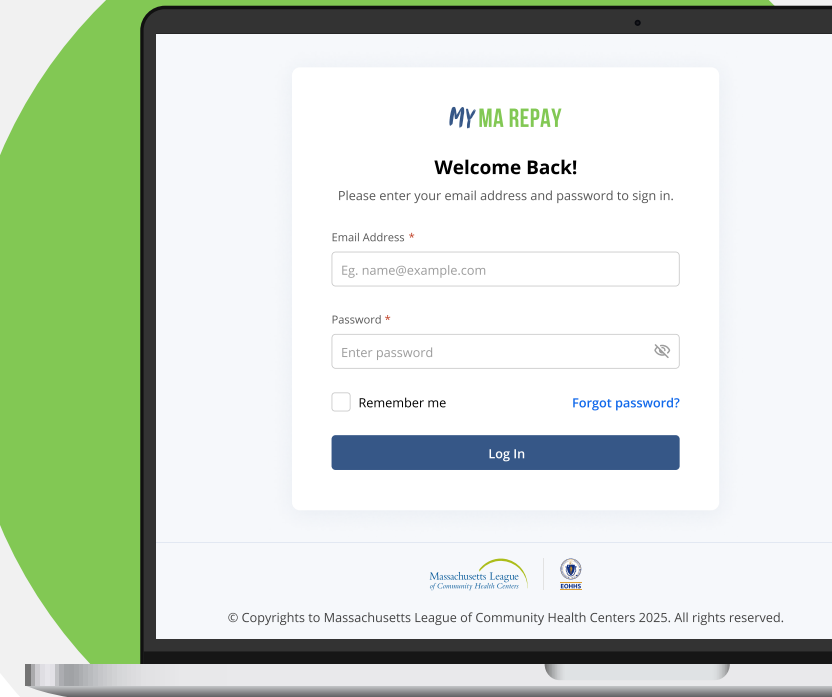 MY MA REPAY
Welcome Back!
Please enter your email address and password to sign in.
Email Address *
Eg. name@example.com
Password *
Enter password
Remember me
Forgot password?
Log In
Massachusetts League
of Community Health Centers
EOHHS
© Copyrights to Massachusetts League of Community Health Centers 2025. All rights reserved.